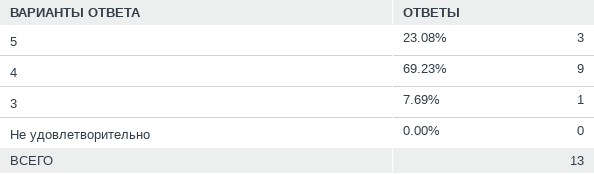 ВАРИАНТЫ ОТВЕТА ОТВЕТЫ
5 23.08% 3
4 69.23% 9
3 7.69% 1
Не удовлетворительно 0.00% 0
ВСЕГО 13